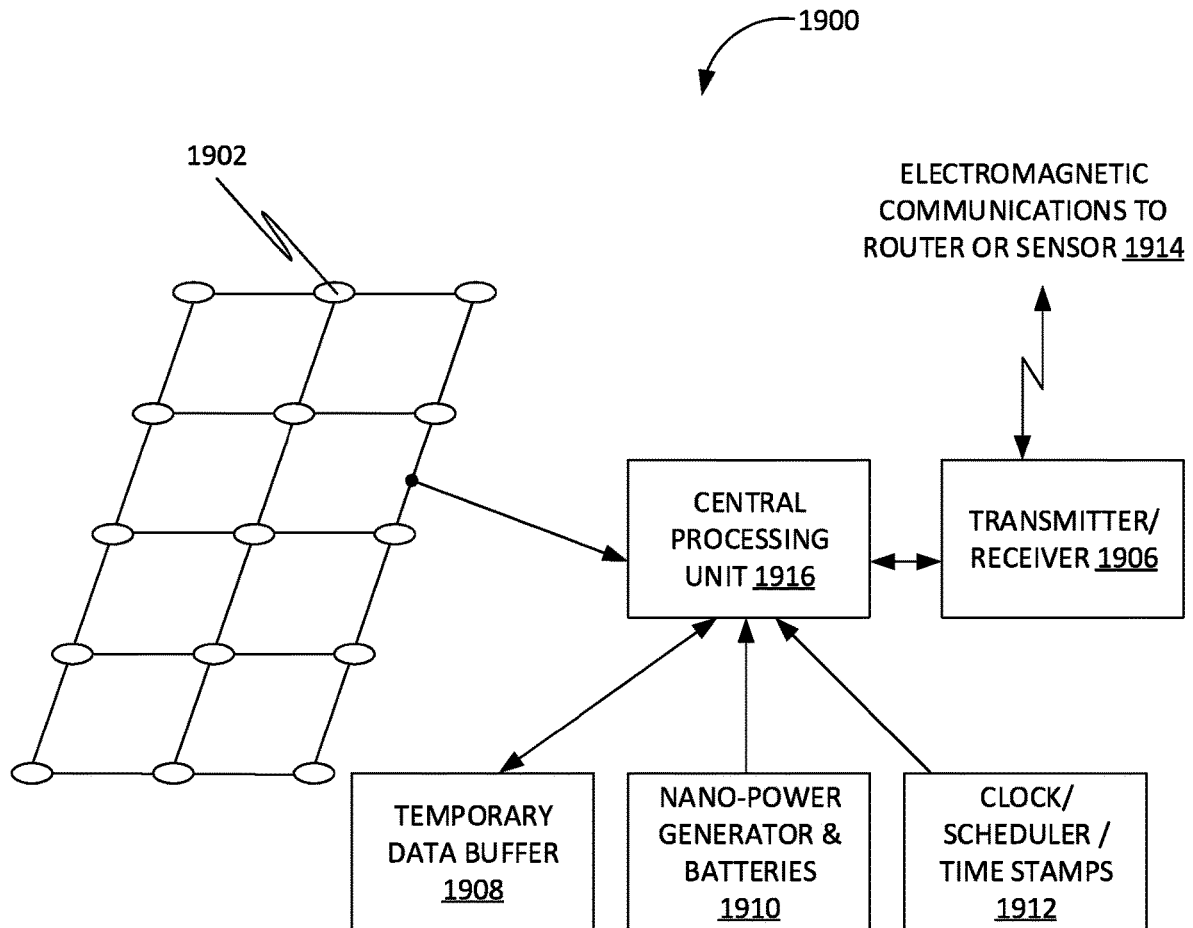 1900
1902
ELECTROMAGNETIC
COMMUNICATIONS TO
ROUTER OR SENSOR 1914
CENTRAL
PROCESSING
UNIT 1916
TRANSMITTER/
RECEIVER 1906
TEMPORARY
DATA BUFFER
1908
NANO-POWER
GENERATOR &
BATTERIES
1910
CLOCK/
SCHEDULER /
TIME STAMPS
1912